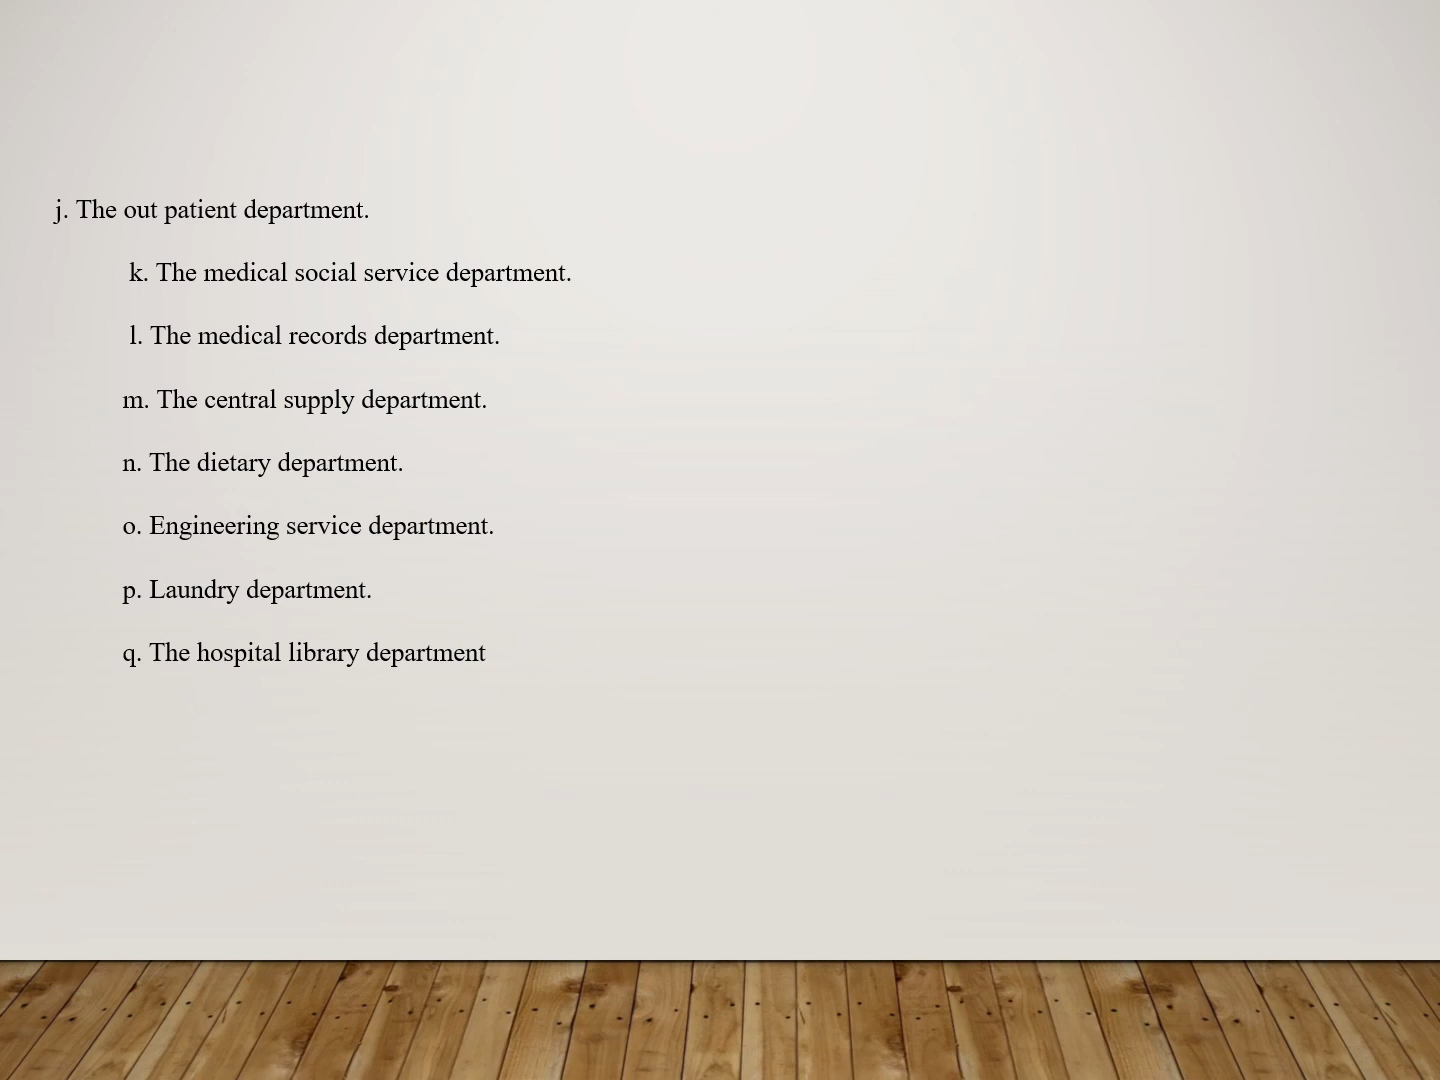 j. The out patient department.
k. The medical social service department.
l. The medical records department.
m. The central supply department.
n. The dietary department.
o. Engineering service department.
p. Laundry department.
q. The hospital library department